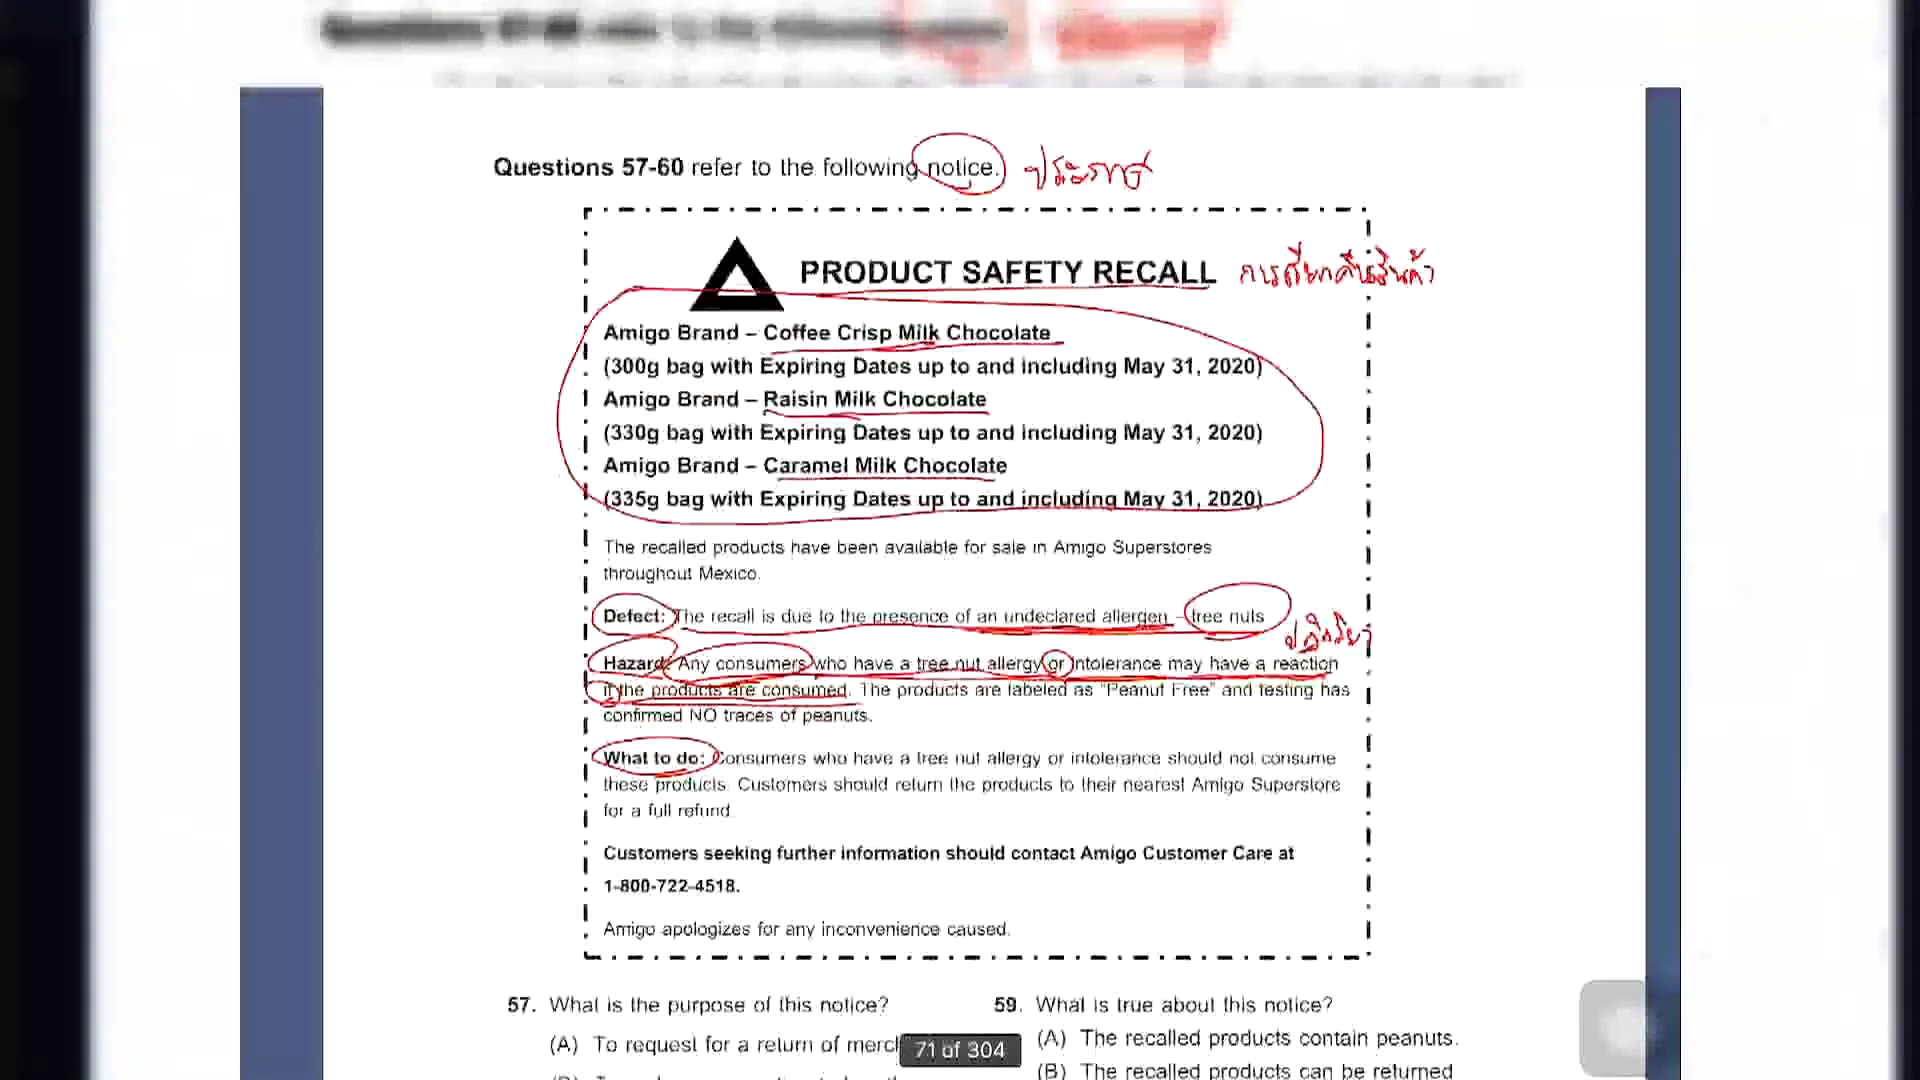 Questions 57-60 refer to the following notice. ประกาศ
PRODUCT SAFETY RECALL การเรียกคืนสินค้า
Amigo Brand – Coffee Crisp Milk Chocolate
(300g bag with Expiring Dates up to and including May 31, 2020)
Amigo Brand – Raisin Milk Chocolate
(330g bag with Expiring Dates up to and including May 31, 2020)
Amigo Brand – Caramel Milk Chocolate
(335g bag with Expiring Dates up to and including May 31, 2020)
The recalled products have been available for sale in Amigo Superstores
throughout Mexico.
Defect: The recall is due to the presence of an undeclared allergen – tree nuts
ปฏิกิริยา
Hazard: Any consumers who have a tree nut allergy or intolerance may have a reaction
if the products are consumed. The products are labeled as "Peanut Free" and testing has
confirmed NO traces of peanuts.
What to do: Consumers who have a tree nut allergy or intolerance should not consume
these products. Customers should return the products to their nearest Amigo Superstore
for a full refund.
Customers seeking further information should contact Amigo Customer Care at
1-800-722-4518.
Amigo apologizes for any inconvenience caused.
57. What is the purpose of this notice?
(A) To request for a return of merc
59. What is true about this notice?
(A) The recalled products contain peanuts.
(B) The recalled products can be returned
71 of 304